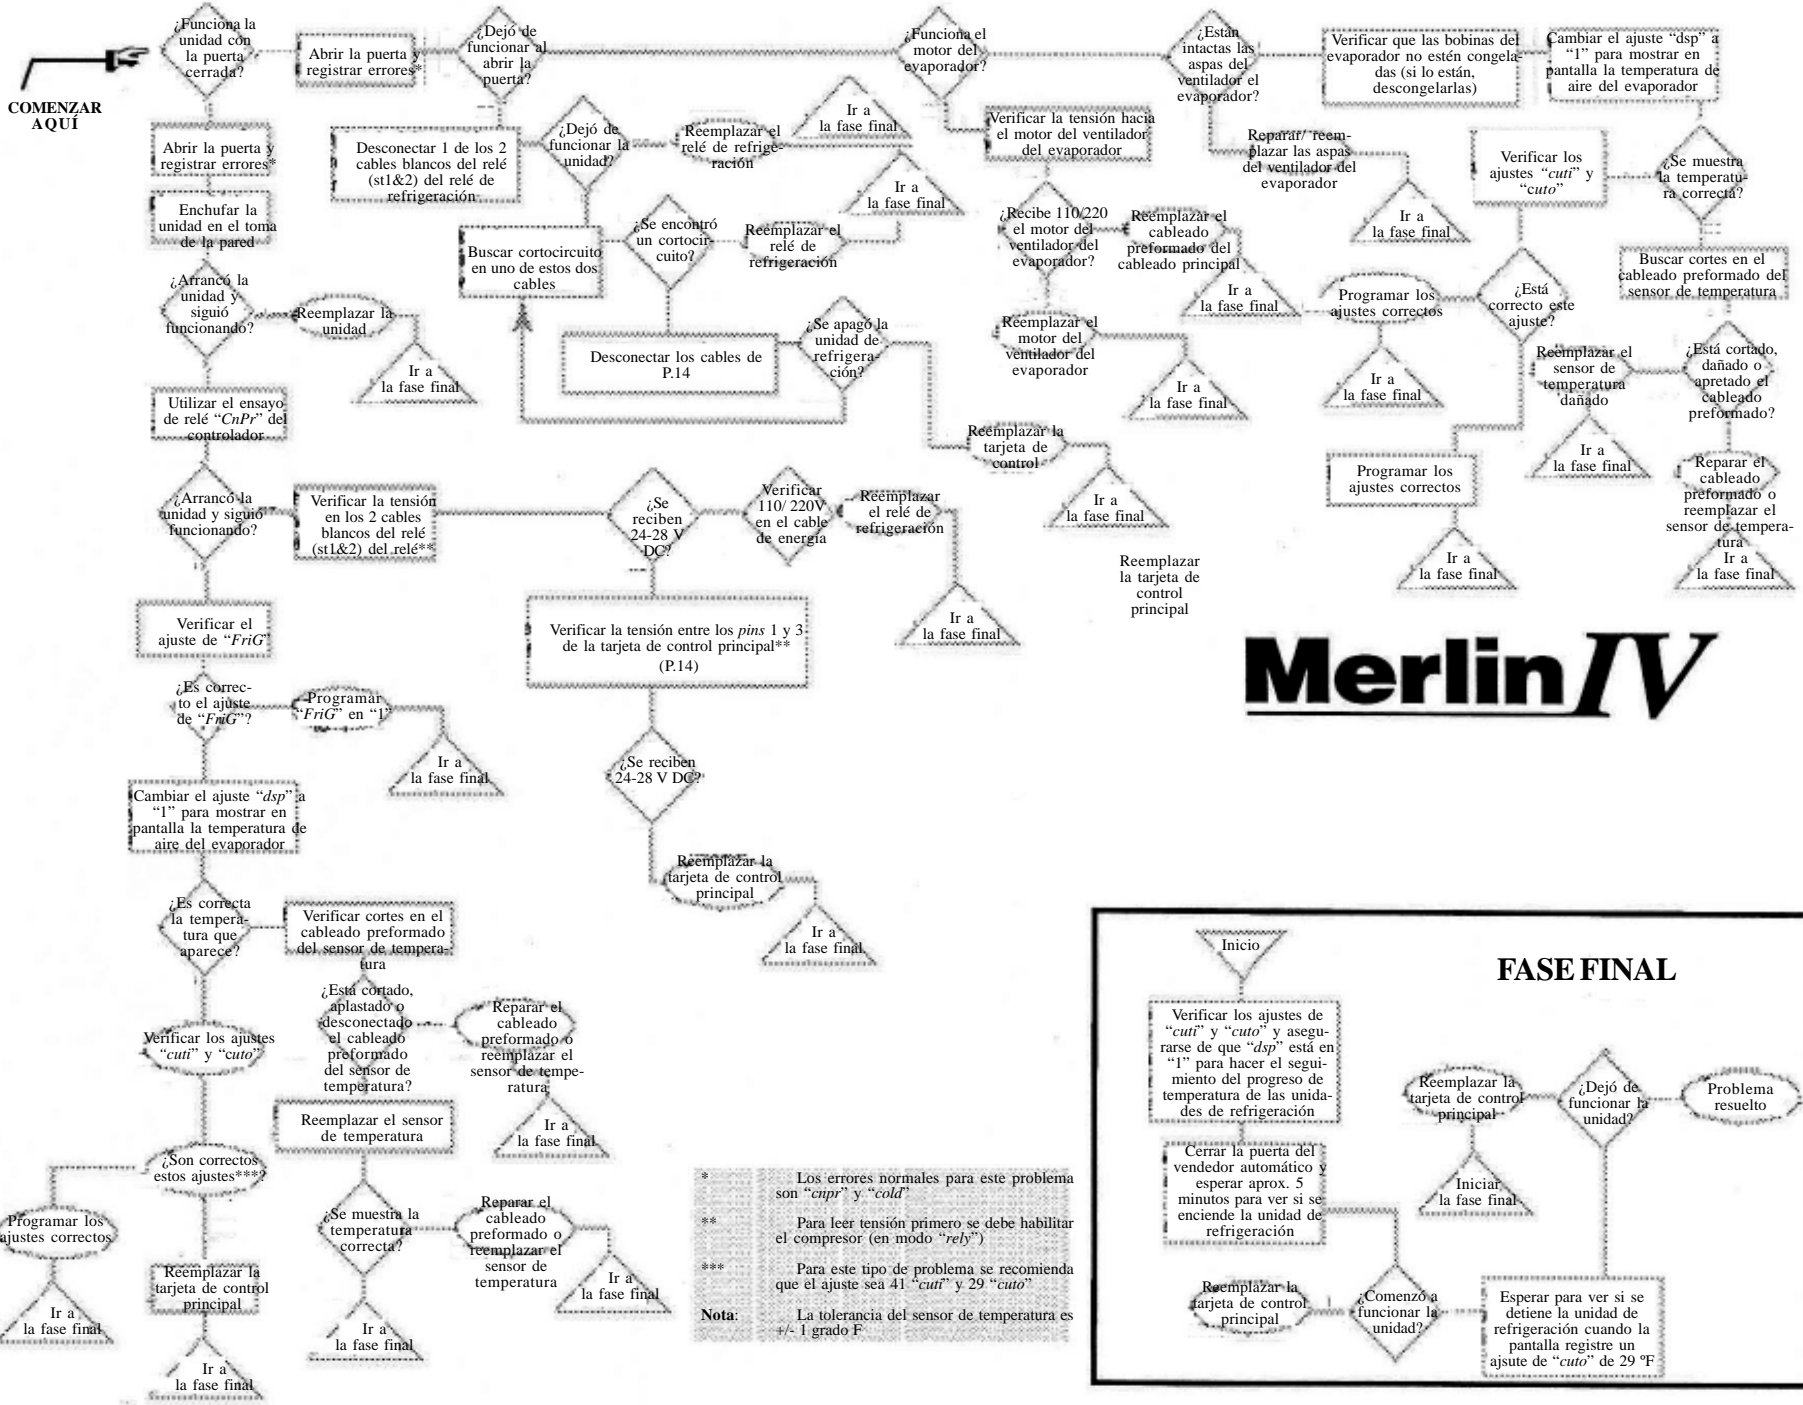 COMENZAR
AQUÍ
¿Funciona la
unidad con
la puerta
cerrada?
Abrir la puerta y
registrar errores*
¿Dejó de
funcionar al
abrir la
puerta?
¿Funciona el
motor del
evaporador?
¿Están
intactas las
aspas del
ventilador el
evaporador?
Verificar que las bobinas del
evaporador no estén congela-
das (si lo están,
descongelarlas)
Cambiar el ajuste “dsp” a
“1” para mostrar en
pantalla la temperatura de
aire del evaporador
Abrir la puerta y
registrar errores*
Desconectar 1 de los 2
cables blancos del relé
(st1&2) del relé de
refrigeración
¿Dejó de
funcionar la
unidad?
Reemplazar el
relé de refrige-
ración
Ir a
la fase final
Verificar la tensión hacia
el motor del ventilador
del evaporador
Reparar/ reem-
plazar las aspas
del ventilador del
evaporador
Ir a
la fase final
Verificar los
ajustes “cuti” y
“cuto”
¿Se muestra
la temperatu-
ra correcta?
Enchufar la
unidad en el toma
de la pared
Buscar cortocircuito
en uno de estos dos
cables
¿Se encontró
un cortocir-
cuito?
Reemplazar el
relé de
refrigeración
Ir a
la fase final
¿Recibe 110/220
el motor del
ventilador del
evaporador?
Reemplazar el
cableado
preformado del
cableado principal
Ir a
la fase final
Buscar cortes en el
cableado preformado del
sensor de temperatura
¿Arrancó la
unidad y
siguió
funcionando?
Reemplazar la
unidad
Ir a
la fase final
Desconectar los cables de
P.14
¿Se apagó la
unidad de
refrigera-
ción?
Reemplazar el
motor del
ventilador del
evaporador
Ir a
la fase final
Programar los
ajustes correctos
Ir a
la fase final
¿Está
correcto este
ajuste?
Reemplazar el
sensor de
temperatura
dañado
Ir a
la fase final
¿Está cortado,
dañado o
apretado el
cableado
preformado?
Utilizar el ensayo
de relé “CnPr” del
controlador
Reemplazar la
tarjeta de
control
Ir a
la fase final
Programar los
ajustes correctos
Ir a
la fase final
Reparar el
cableado
preformado o
reemplazar el
sensor de tempera-
tura
Ir a
la fase final
¿Arrancó la
unidad y siguió
funcionando?
Verificar la tensión
en los 2 cables
blancos del relé
(st1&2) del relé**
¿Se
reciben
24-28 V
DC?
Verificar
110/ 220V
en el cable
de energía
Reemplazar
el relé de
refrigeración
Ir a
la fase final
Reemplazar
la tarjeta de
control
principal
Verificar el
ajuste de “FriG”
Verificar la tensión entre los pins 1 y 3
de la tarjeta de control principal**
(P.14)
Merlin IV
¿Es correc-
to el ajuste
de “FriG”?
Programar
“FriG” en “1”
Ir a
la fase final
¿Se reciben
24-28 V DC?
Cambiar el ajuste “dsp” a
“1” para mostrar en
pantalla la temperatura de
aire del evaporador
Reemplazar la
tarjeta de control
principal
Ir a
la fase final
¿Es correcta
la tempera-
tura que
aparece?
Verificar cortes en el
cableado preformado
del sensor de tempera-
tura
¿Está cortado,
aplastado o
desconectado
el cableado
preformado
del sensor de
temperatura?
Reparar el
cableado
preformado o
reemplazar el
sensor de tempe-
ratura
Ir a
la fase final
Verificar los ajustes
“cuti” y “cuto”
Reemplazar el sensor
de temperatura
¿Son correctos
estos ajustes***?
Programar los
ajustes correctos
Ir a
la fase final
Reemplazar la
tarjeta de control
principal
Ir a
la fase final
¿Se muestra la
temperatura
correcta?
Ir a
la fase final
Reparar el
cableado
preformado o
reemplazar el
sensor de
temperatura
Ir a
la fase final
* Los errores normales para este problema
son “cnpr” y “cold”
** Para leer tensión primero se debe habilitar
el compresor (en modo “rely”)
*** Para este tipo de problema se recomienda
que el ajuste sea 41 “cuti” y 29 “cuto”
Nota: La tolerancia del sensor de temperatura es
+/- 1 grado F
FASE FINAL
Inicio
Verificar los ajustes de
“cuti” y “cuto” y asegu-
rarse de que “dsp” está en
“1” para hacer el segui-
miento del progreso de
temperatura de las unida-
des de refrigeración
Cerrar la puerta del
vendedor automático y
esperar aprox. 5
minutos para ver si se
enciende la unidad de
refrigeración
Reemplazar la
tarjeta de control
principal
¿Comenzó a
funcionar la
unidad?
Esperar para ver si se
detiene la unidad de
refrigeración cuando la
pantalla registre un
ajsute de “cuto” de 29 ºF
Reemplazar la
tarjeta de control
principal
Iniciar
la fase final
¿Dejó de
funcionar la
unidad?
Problema
resuelto